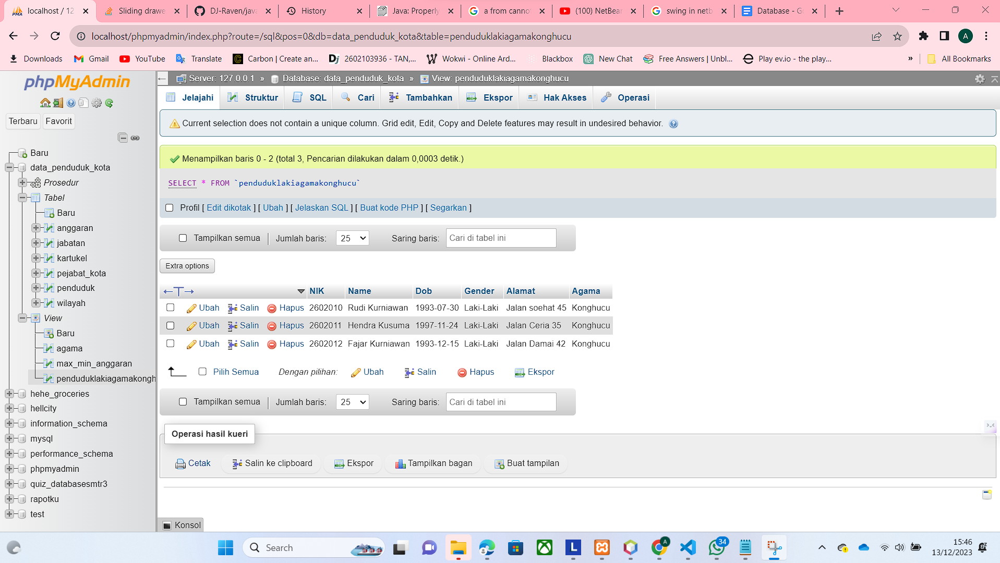 localhost / 12
Sliding drawe
DJ-Raven/java
History
Java: Properly
a from canno
(100) NetBear
swing in netb
Database - G
localhost/phpmyadmin/index.php?route=/sql&pos=0&db=data_penduduk_kota&table=penduduklakiagamakonghucu
A
Downloads
Gmail
YouTube
Translate
Carbon | Create an...
2602103936 - TAN,...
Wokwi - Online Ard...
Blackbox
New Chat
Free Answers | Unbl...
Play ev.io - the play...
»
All Bookmarks
phpMyAdmin
Terbaru
Favorit
Baru
data_penduduk_kota
Prosedur
Tabel
Baru
anggaran
jabatan
kartukel
pejabat_kota
penduduk
wilayah
View
Baru
agama
max_min_anggaran
penduduklakiagamakongh
hehe_groceries
hellcity
information_schema
mysql
performance_schema
phpmyadmin
quiz_databasesmtr3
rapotku
test
Server: 127.0.0.1 » Database: data_penduduk_kota » View: penduduklakiagamakonghucu
Jelajahi
Struktur
SQL
Cari
Tambahkan
Ekspor
Hak Akses
Operasi
Current selection does not contain a unique column. Grid edit, Edit, Copy and Delete features may result in undesired behavior.
Menampilkan baris 0 - 2 (total 3, Pencarian dilakukan dalam 0,0003 detik.)
SELECT * FROM `penduduklakiagamakonghucu`
Profil [ Edit dikotak ] [ Ubah ] [ Jelaskan SQL ] [ Buat kode PHP ] [ Segarkan ]
Tampilkan semua | Jumlah baris: 25 Saring baris: Cari di tabel ini
Extra options
←T→ NIK Name Dob Gender Alamat Agama
Ubah Salin Hapus 2602010 Rudi Kurniawan 1993-07-30 Laki-Laki Jalan soehat 45 Konghucu
Ubah Salin Hapus 2602011 Hendra Kusuma 1997-11-24 Laki-Laki Jalan Ceria 35 Konghucu
Ubah Salin Hapus 2602012 Fajar Kurniawan 1993-12-15 Laki-Laki Jalan Damai 42 Konghucu
Pilih Semua Dengan pilihan: Ubah Salin Hapus Ekspor
Tampilkan semua | Jumlah baris: 25 Saring baris: Cari di tabel ini
Operasi hasil kueri
Cetak Salin ke clipboard Ekspor Tampilkan bagan Buat tampilan
Konsol
Search
34
15:46
13/12/2023